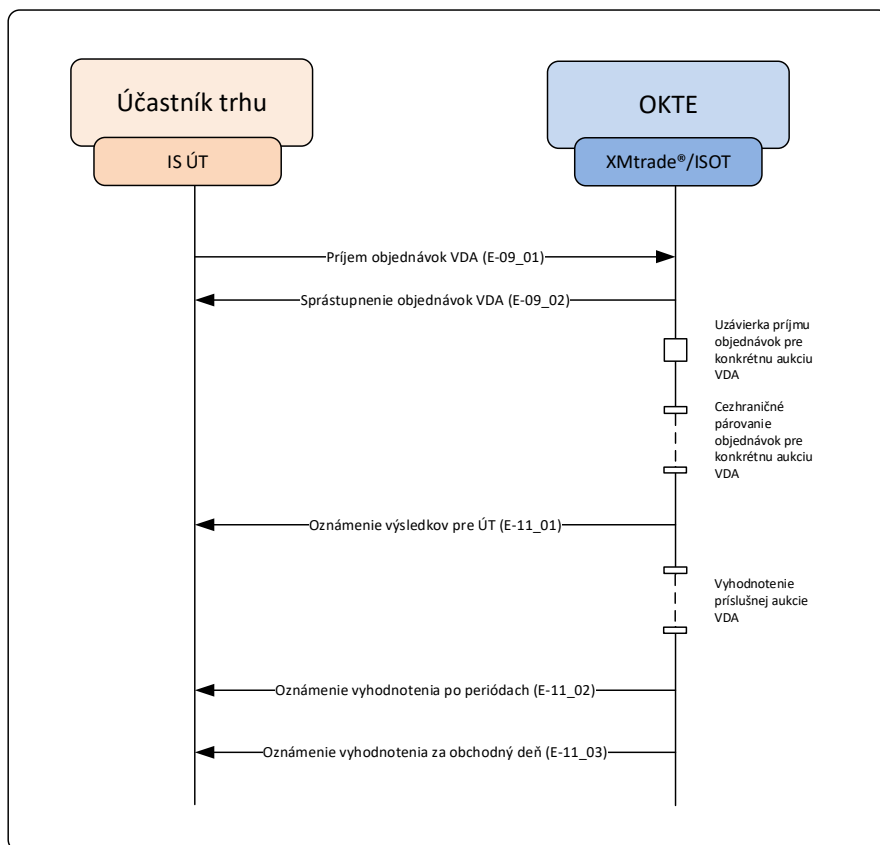 Účastník trhu
OKTE
IS ÚT
XMtrade®/ISOT
Príjem objednávok VDA (E-09_01)
Sprástupnenie objednávok VDA (E-09_02)
Uzávierka príjmu
objednávok pre
konkrétnu aukciu
VDA
Cezhraničné
párovanie
objednávok pre
konkrétnu aukciu
VDA
Oznámenie výsledkov pre ÚT (E-11_01)
Vyhodnotenie
príslušnej aukcie
VDA
Oznámenie vyhodnotenia po periódach (E-11_02)
Oznámenie vyhodnotenia za obchodný deň (E-11_03)